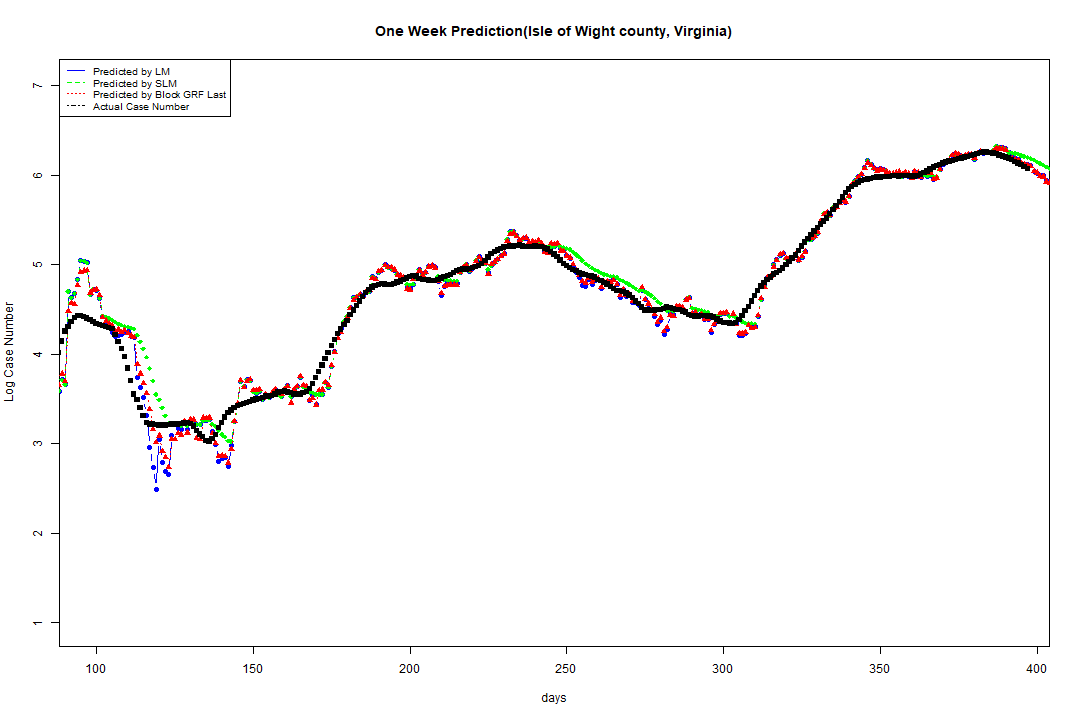 One Week Prediction(Isle of Wight county, Virginia)
Predicted by LM
Predicted by SLM
Predicted by Block GRF Last
Actual Case Number
7
6
5
4
3
2
1
Log Case Number
100 150 200 250 300 350 400
days